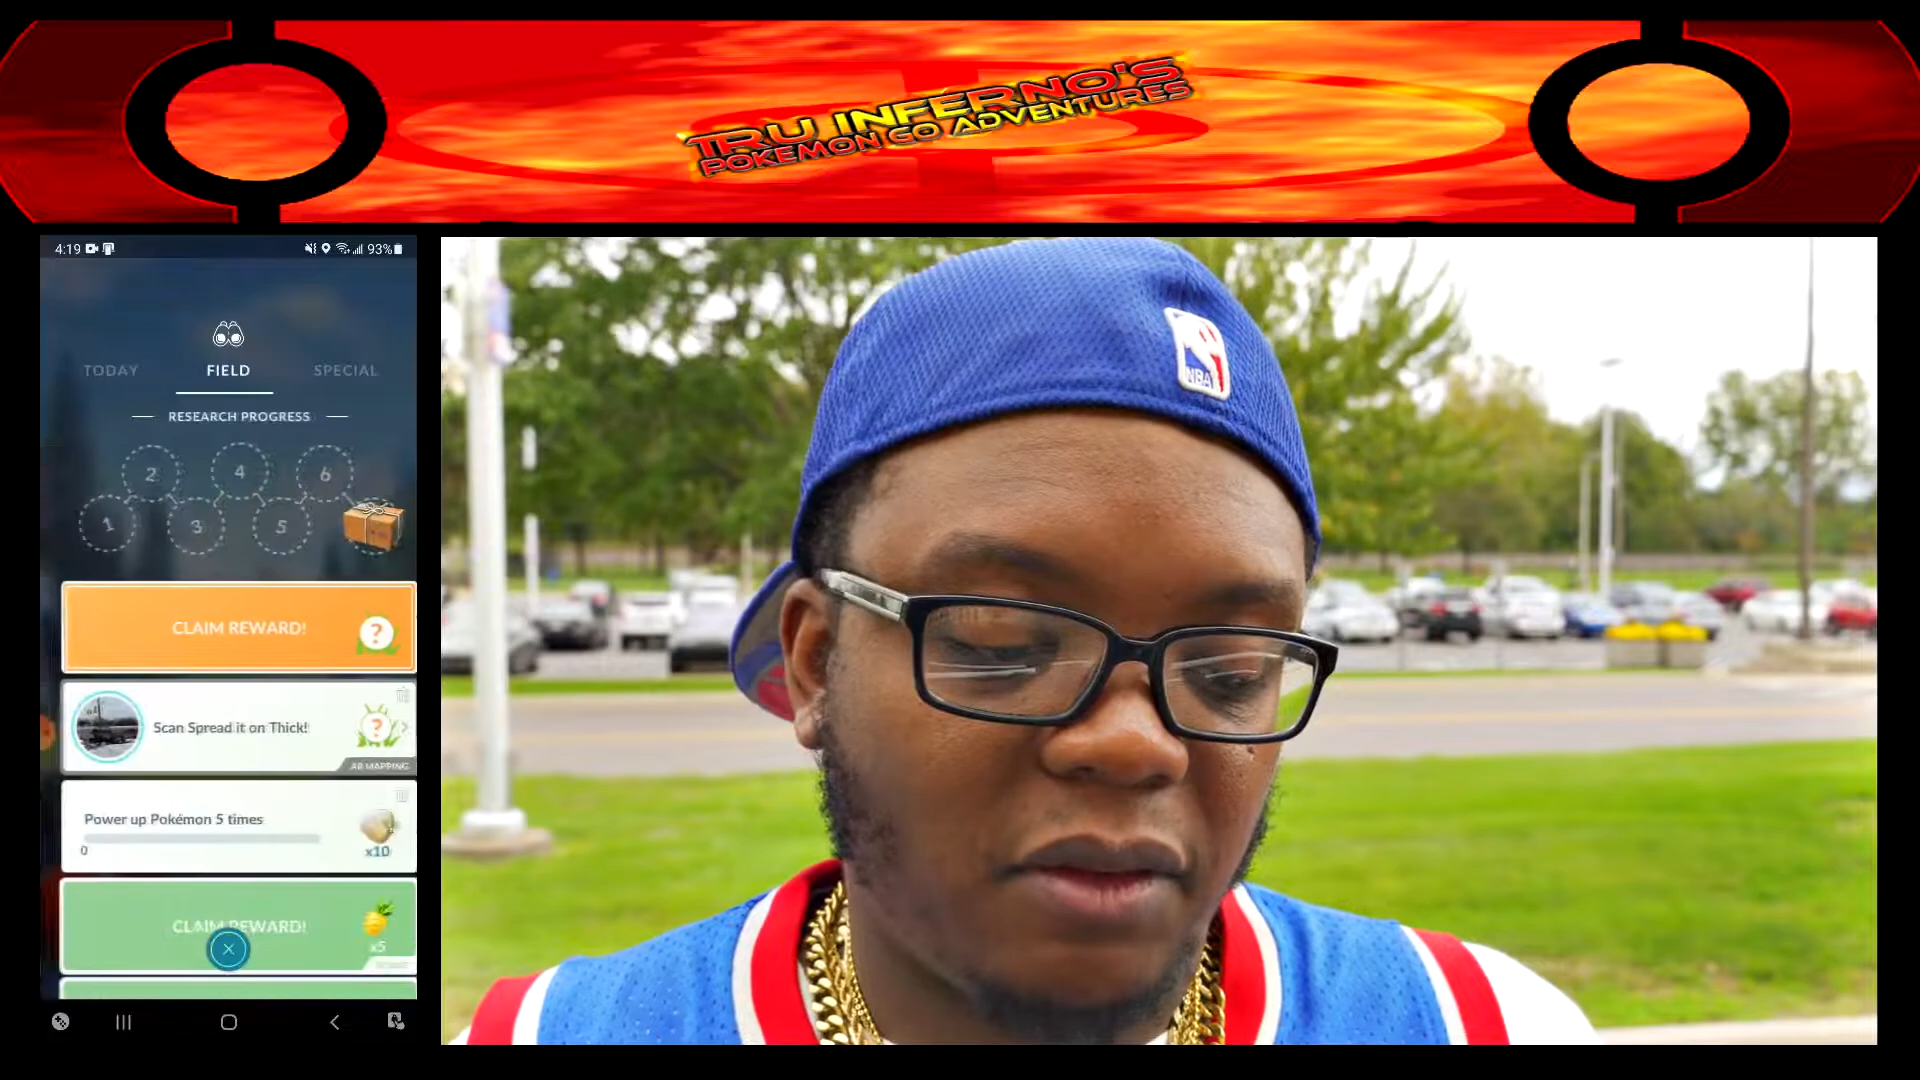 TRU INFERNO'S
POKEMON GO ADVENTURES
4:19
93%
TODAY
FIELD
SPECIAL
RESEARCH PROGRESS
2
4
6
1
3
5
CLAIM REWARD!
?
Scan Spread it on Thick!
?
AR MAPPING
Power up Pokémon 5 times
0
x10
CLAIM REWARD!
x5
NBA